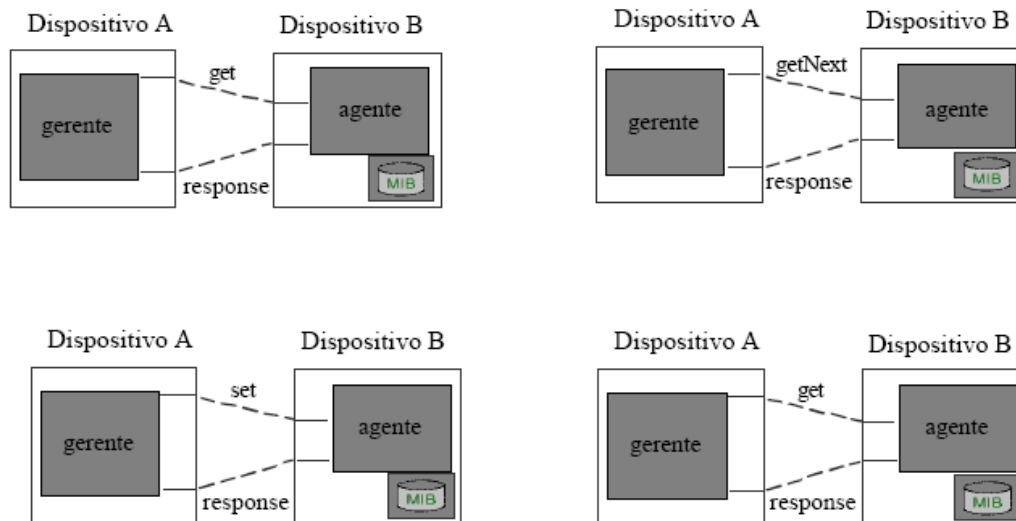 Dispositivo A
Dispositivo B
get
gerente
agente
MIB
response
Dispositivo A
Dispositivo B
getNext
gerente
agente
MIB
response
Dispositivo A
Dispositivo B
set
gerente
agente
MIB
response
Dispositivo A
Dispositivo B
get
gerente
agente
MIB
response